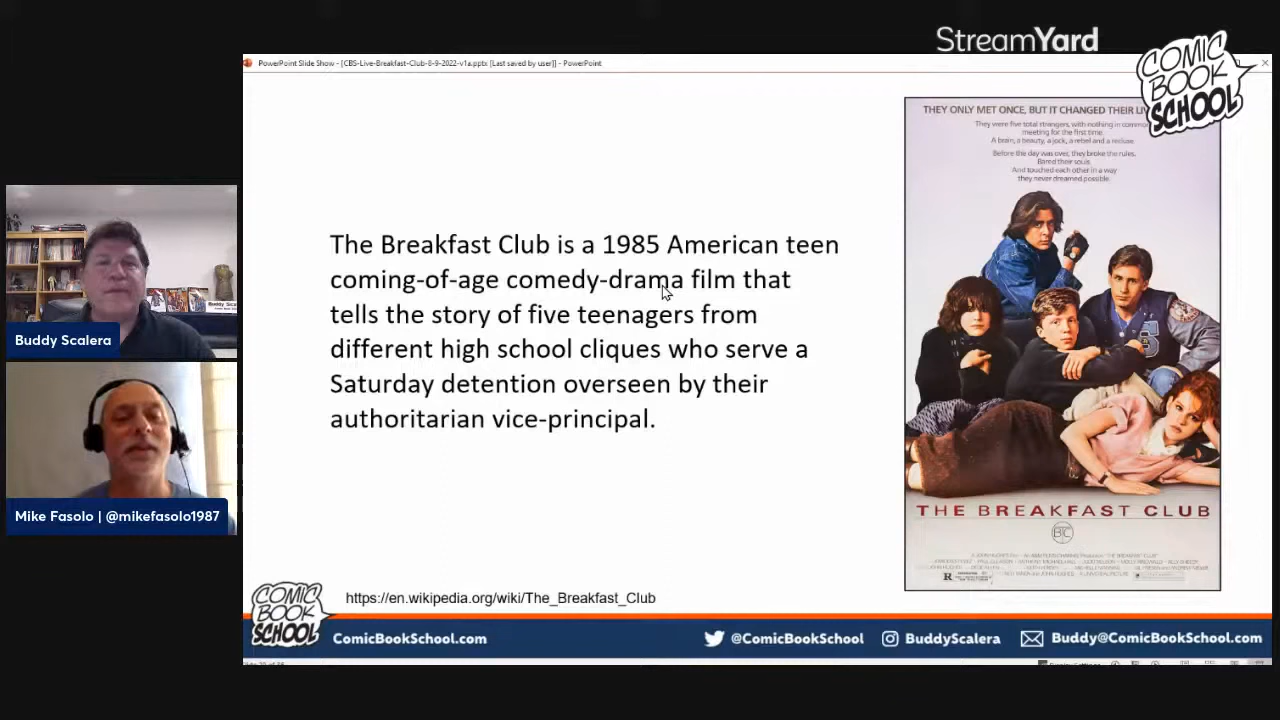 StreamYard
PowerPoint Slide Show - [CBS-Live-Breakfast-Club-8-9-2022-v1a.pptx [Last saved by user]] - PowerPoint
COMIC
BOOK
SCHOOL
THEY ONLY MET ONCE, BUT IT CHANGED THEIR
They were five total strangers, with nothing in common,
meeting for the first time.
A brain, a beauty, a jock, a rebel and a recluse.
Before the day was over, they broke the rules.
Bared their souls.
And touched each other in a way
they never dreamed possible.
The Breakfast Club is a 1985 American teen
coming-of-age comedy-drama film that
tells the story of five teenagers from
different high school cliques who serve a
Saturday detention overseen by their
authoritarian vice-principal.
Buddy Scalera
Buddy Scalera
Mike Fasolo | @mikefasolo1987
THE BREAKFAST CLUB
BC
R
https://en.wikipedia.org/wiki/The_Breakfast_Club
COMIC
BOOK
SCHOOL
ComicBookSchool.com
@ComicBookSchool
BuddyScalera
Buddy@ComicBookSchool.com